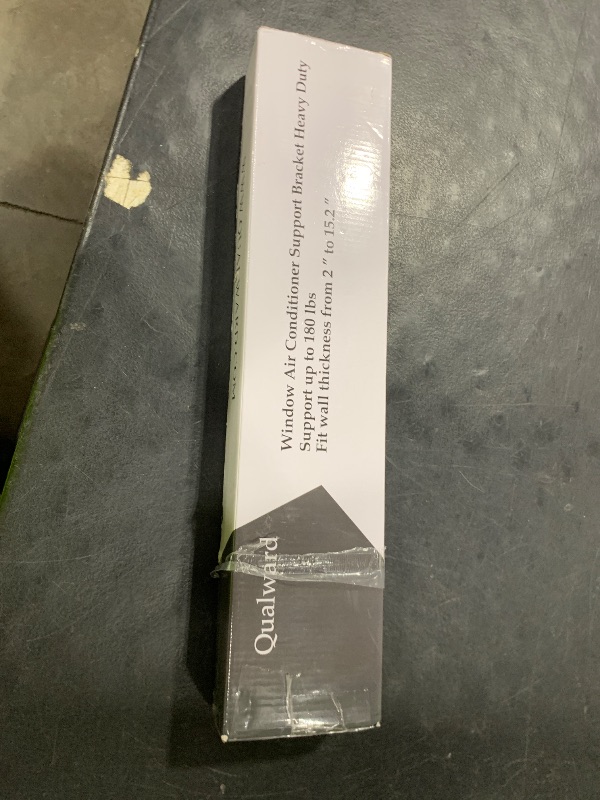 Window Air Conditioner Support Bracket Heavy Duty
Support up to 180 lbs
Fit wall thickness from 2 " to 15.2 "
Qualward